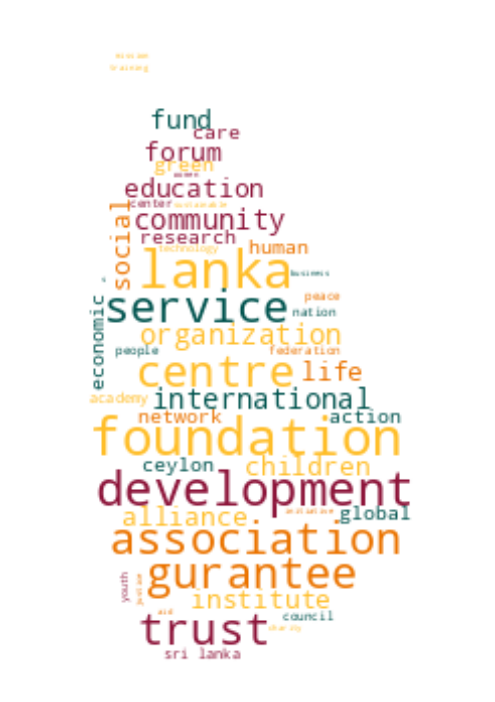 mission
training
fund
care
forum
green
women
education
center sustainable
social
community
research
technology human
lanka business
service peace
nation
economic
organization
people federation
centre life
academy international
network action
foundation
ceylon children
development
alliance initiative global
association
gurantee
youth justice
institute
aid council
trust charity
sri lanka